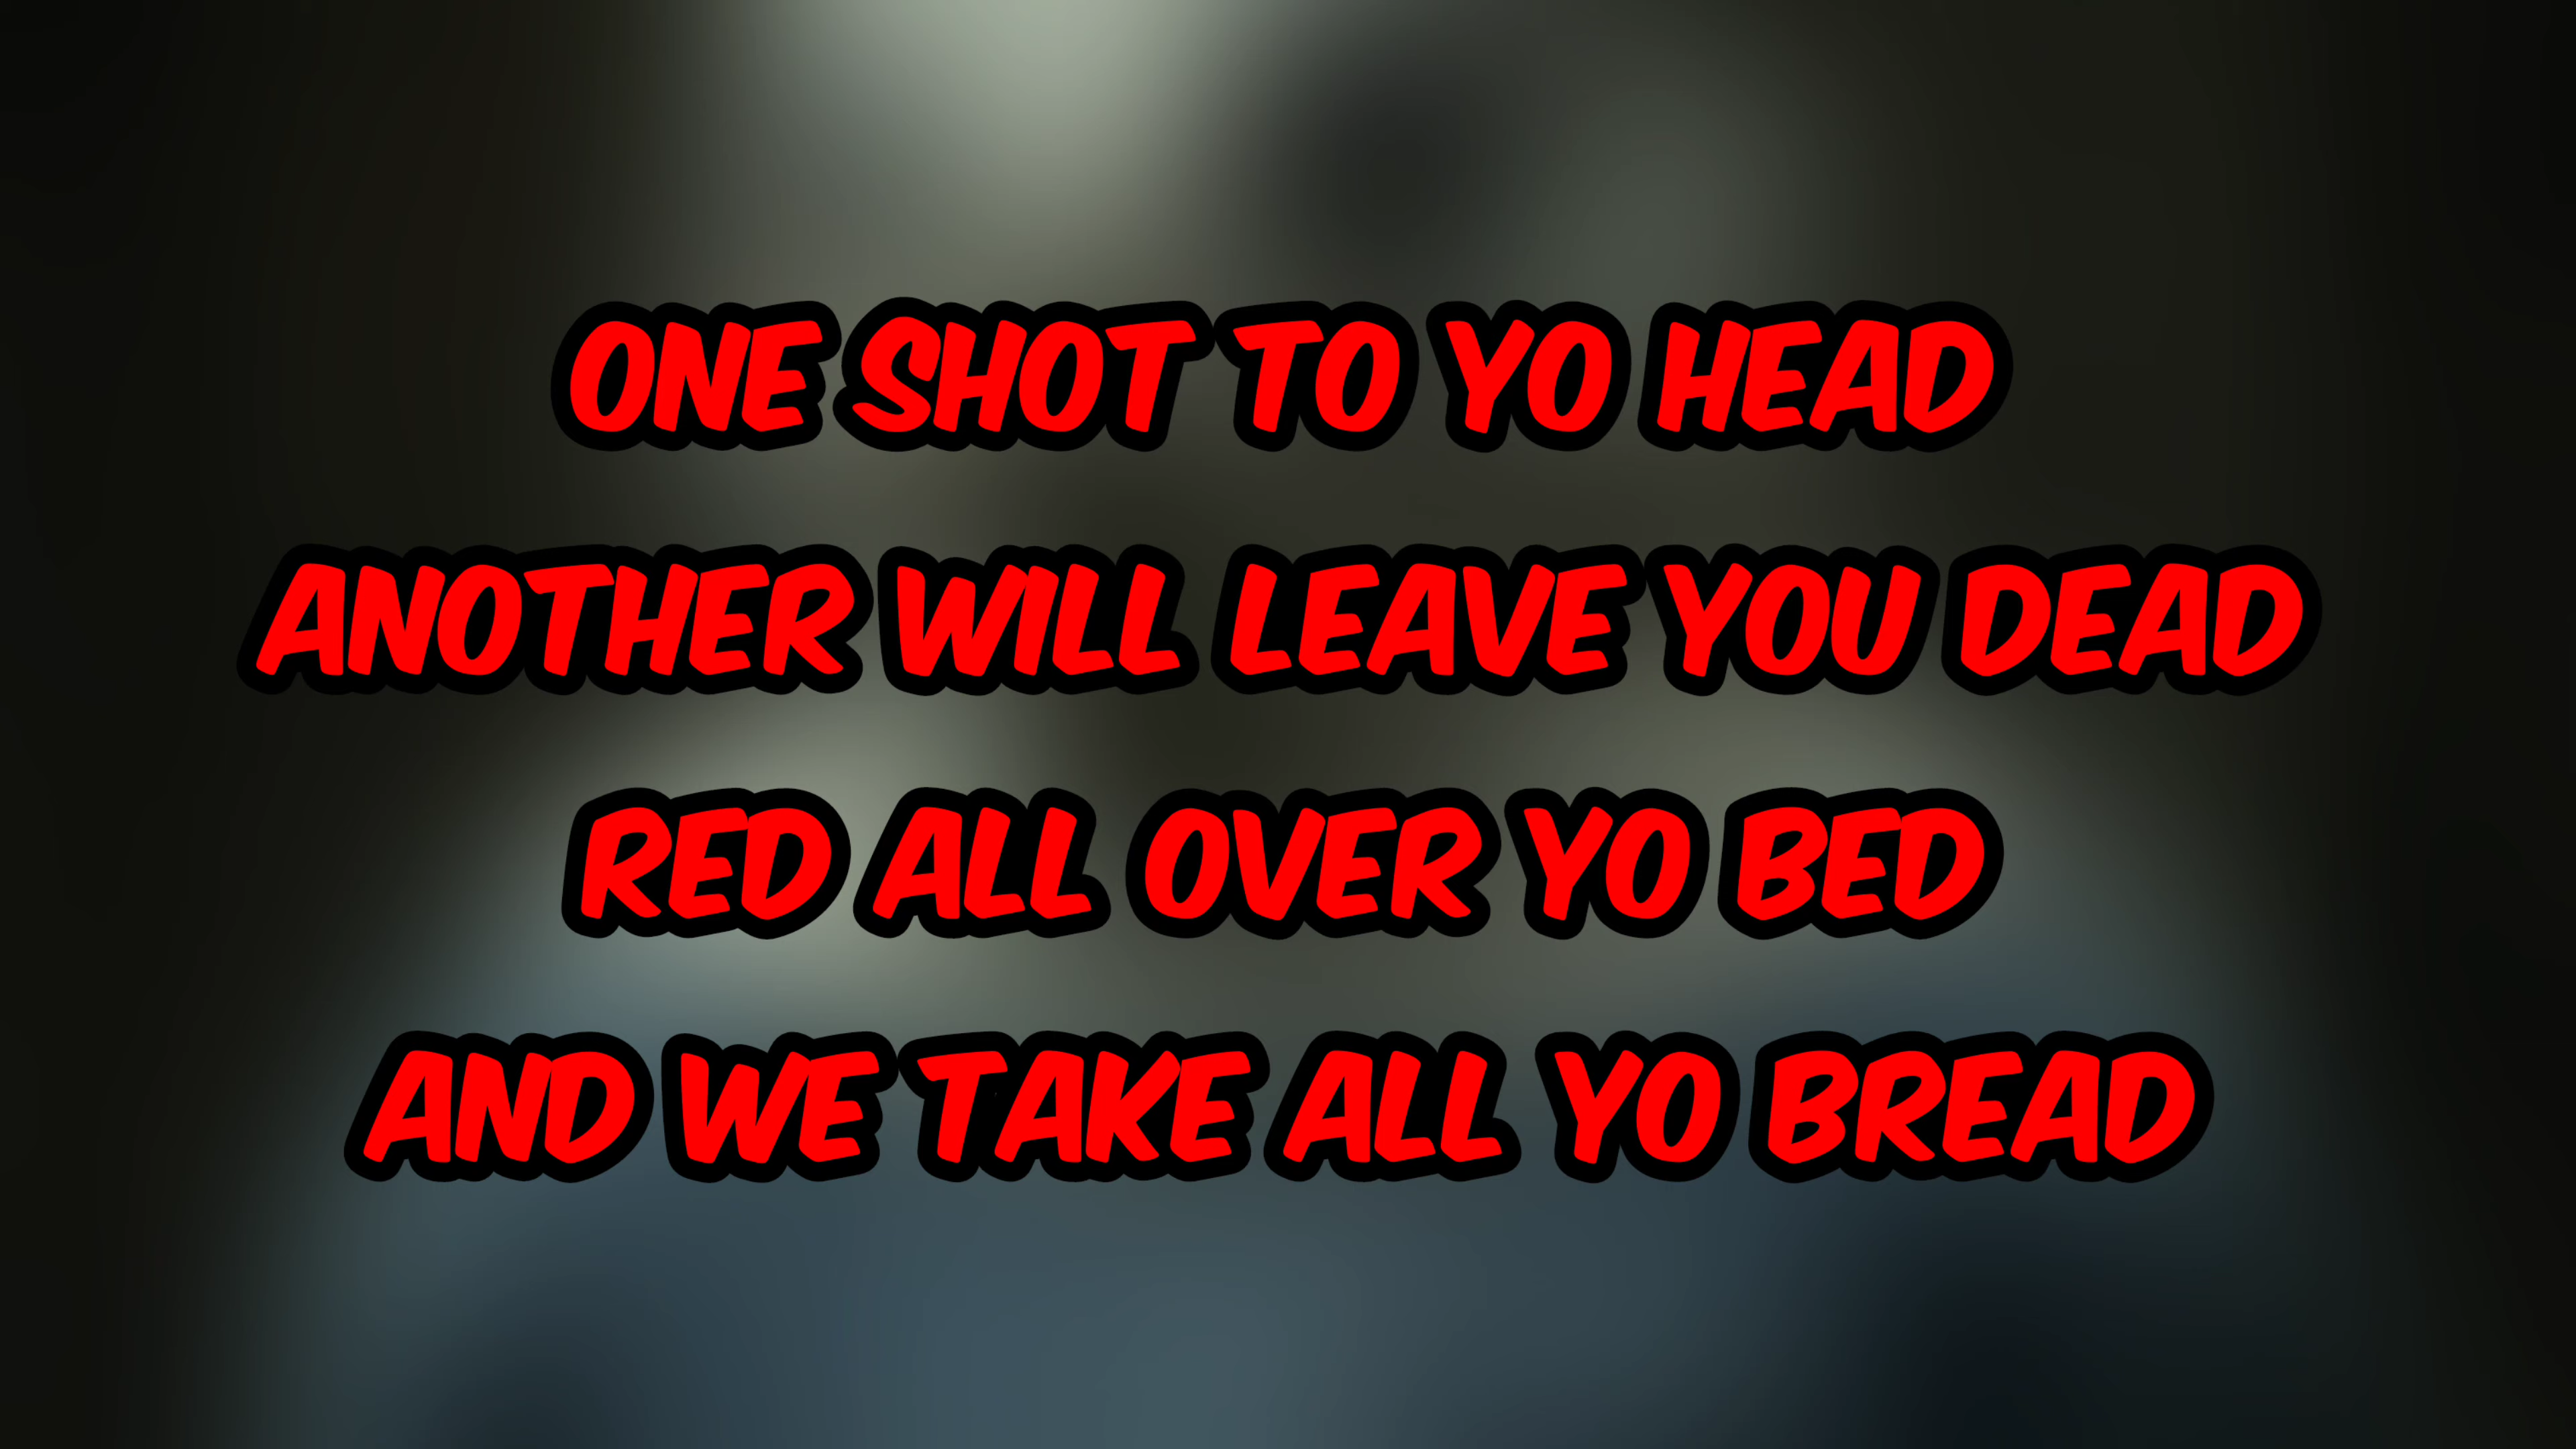 ONE SHOT TO YO HEAD
ANOTHER WILL LEAVE YOU DEAD
RED ALL OVER YO BED
AND WE TAKE ALL YO BREAD